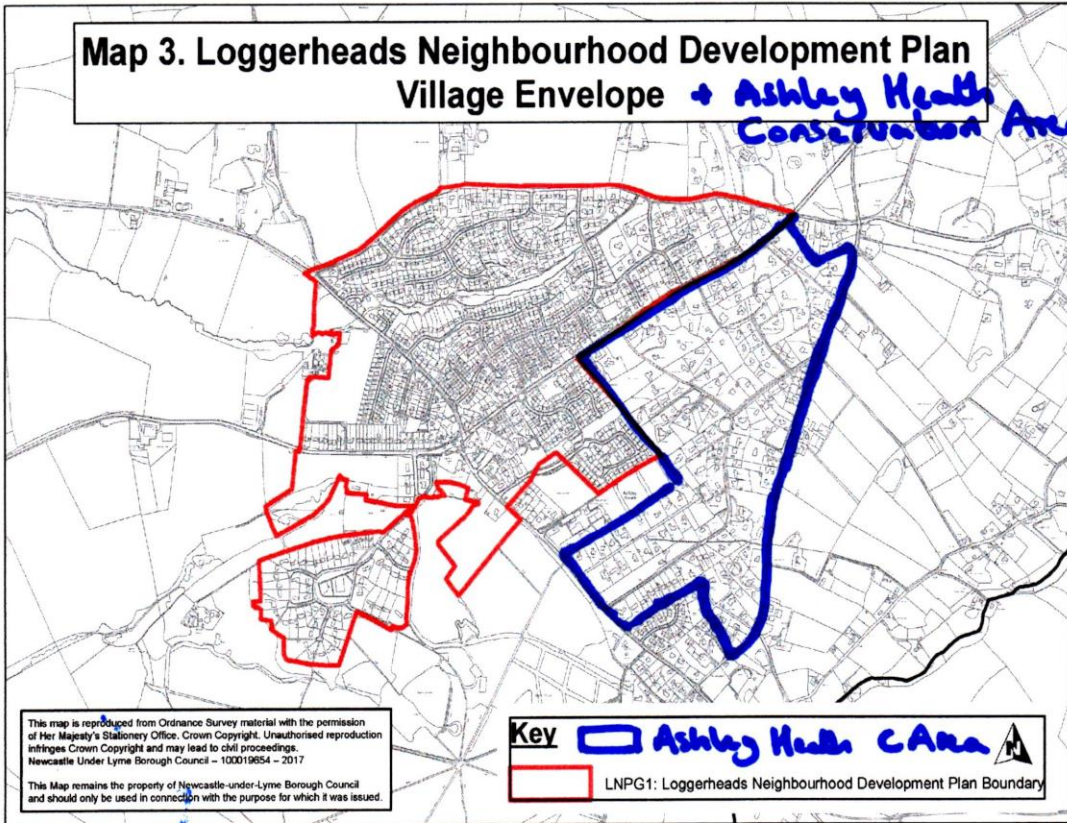 Map 3. Loggerheads Neighbourhood Development Plan
Village Envelope + Ashley Heath
Conservation Area
This map is reproduced from Ordnance Survey material with the permission
of Her Majesty's Stationery Office. Crown Copyright. Unauthorised reproduction
infringes Crown Copyright and may lead to civil proceedings.
Newcastle Under Lyme Borough Council – 100019654 – 2017
This Map remains the property of Newcastle-under-Lyme Borough Council
and should only be used in connection with the purpose for which it was issued.
Key Ashley Heath C Area
N
LNPG1: Loggerheads Neighbourhood Development Plan Boundary